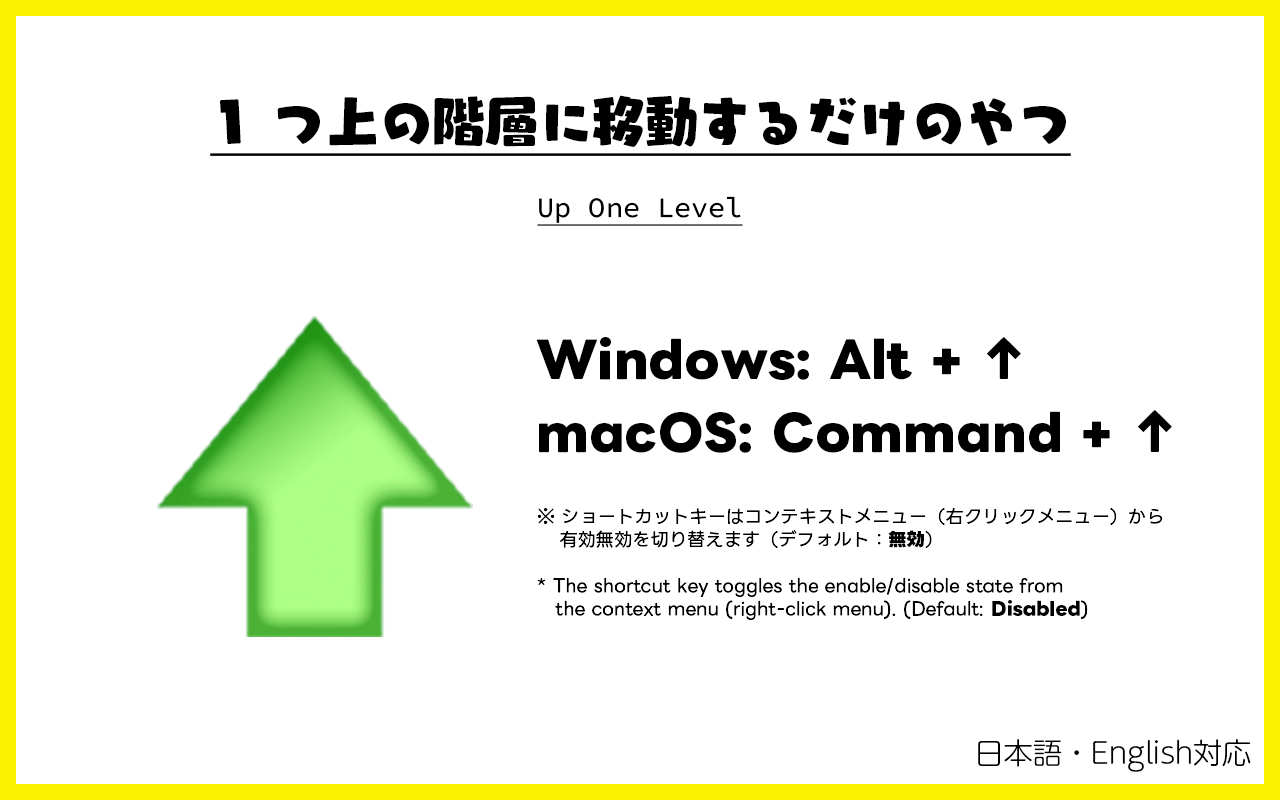 1 つ上の階層に移動するだけのやつ
Up One Level
Windows: Alt + ↑
macOS: Command + ↑
※ ショートカットキーはコンテキストメニュー（右クリックメニュー）から
有効無効を切り替えます（デフォルト：無効）
* The shortcut key toggles the enable/disable state from
the context menu (right-click menu). (Default: Disabled)
日本語・English対応